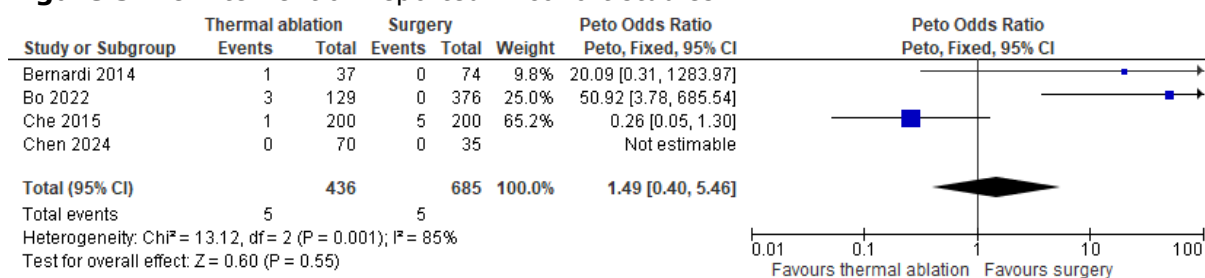 Thermal ablation Surgery Peto Odds Ratio Peto Odds Ratio
Study or Subgroup Events Total Events Total Weight Peto, Fixed, 95% CI Peto, Fixed, 95% CI
Bernardi 2014 1 37 0 74 9.8% 20.09 [0.31, 1283.97]
Bo 2022 3 129 0 376 25.0% 50.92 [3.78, 685.54]
Che 2015 1 200 5 200 65.2% 0.26 [0.05, 1.30]
Chen 2024 0 70 0 35 Not estimable
Total (95% CI) 436 685 100.0% 1.49 [0.40, 5.46]
Total events 5 5
Heterogeneity: Chi² = 13.12, df = 2 (P = 0.001); I² = 85%
Test for overall effect: Z = 0.60 (P = 0.55)
0.01 0.1 1 10 100
Favours thermal ablation Favours surgery